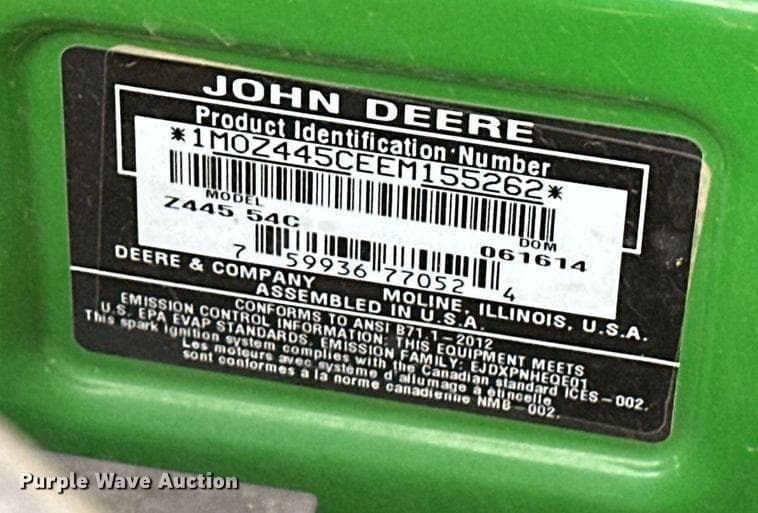 JOHN DEERE
Product Identification Number
*1M0Z445CEEM155262*
MODEL
DOM
Z445 54C
061614
7 59936 77052 4
DEERE & COMPANY MOLINE, ILLINOIS, U.S.A.
ASSEMBLED IN U.S.A.
CONFORMS TO ANSI B71.1-2012
EMISSION CONTROL INFORMATION: THIS EQUIPMENT MEETS
U.S. EPA EVAP STANDARDS, EMISSION FAMILY: EJDXPNHEQE01
This spark ignition system complies with the Canadian standard ICES-002.
Les moteurs avec système d'allumage à étincelle
sont conformes à la norme canadienne NMB-002.
Purple Wave Auction